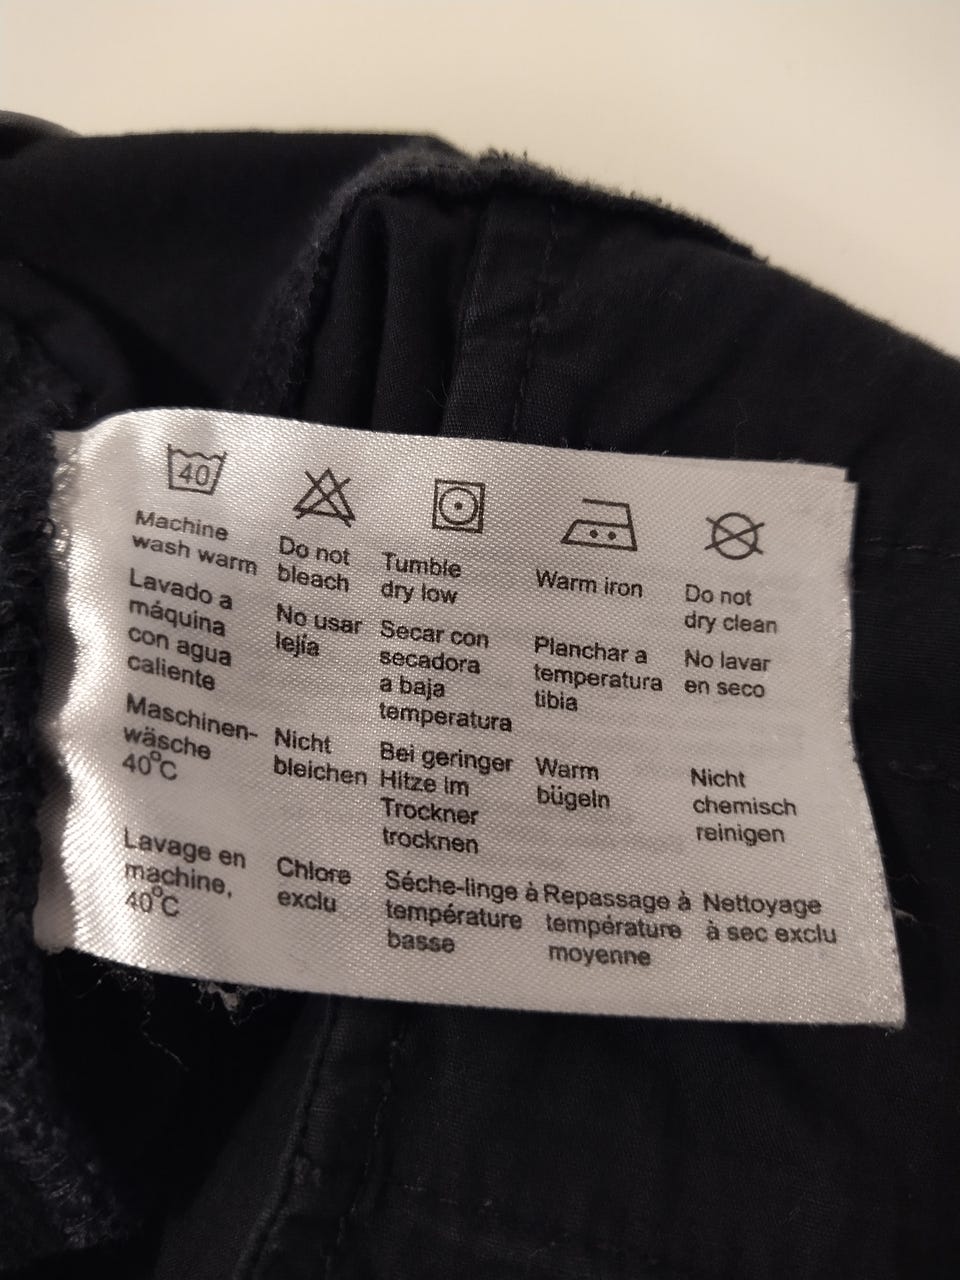 40
Machine
wash warm
Lavado a
máquina
con agua
caliente
Maschinen-
wäsche
40°C
Lavage en
machine,
40°C
Do not
bleach
No usar
lejía
Nicht
bleichen
Chlore
exclu
Tumble
dry low
Secar con
secadora
a baja
temperatura
Bei geringer
Hitze im
Trockner
trocknen
Séche-linge à
température
basse
Warm iron
Planchar a
temperatura
tibia
Warm
bügeln
Repassage à
température
moyenne
Do not
dry clean
No lavar
en seco
Nicht
chemisch
reinigen
Nettoyage
à sec exclu